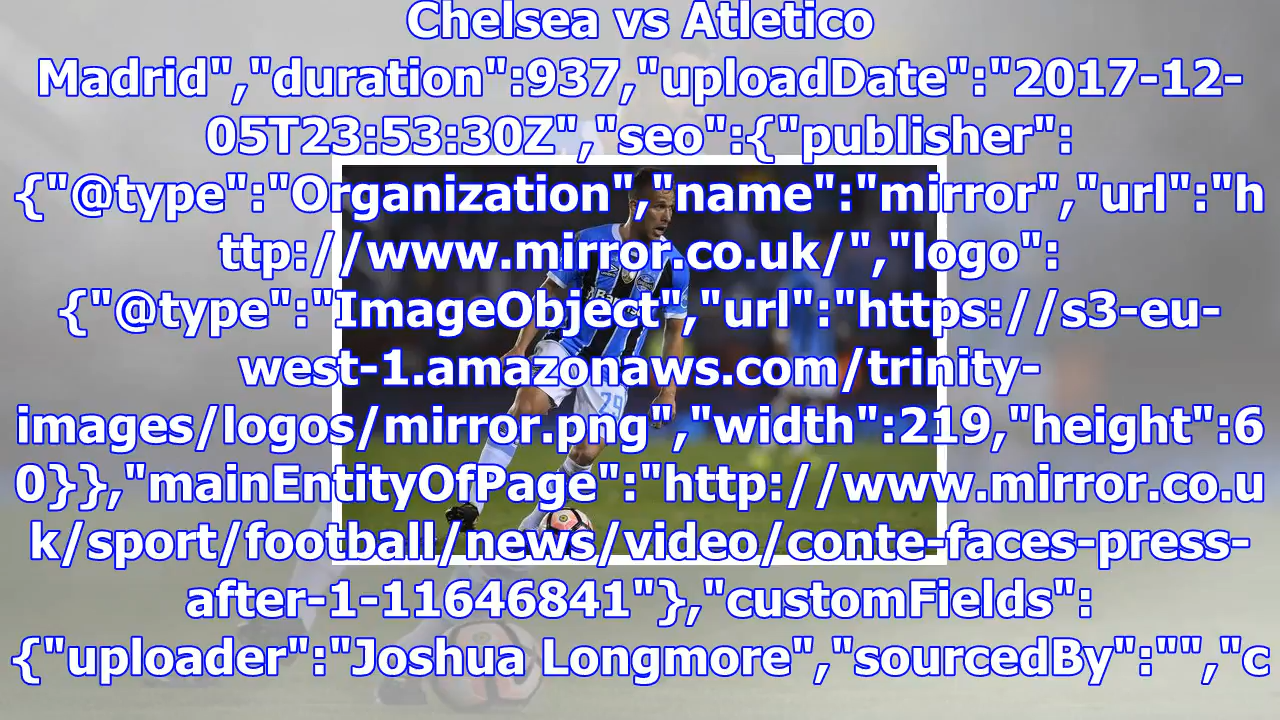 Chelsea vs Atletico
Madrid","duration":937,"uploadDate":"2017-12-
05T23:53:30Z","seo":{"publisher":
{"@type":"Organization","name":"mirror","url":"h
ttp://www.mirror.co.uk/","logo":
{"@type":"ImageObject","url":"https://s3-eu-
west-1.amazonaws.com/trinity-
images/logos/mirror.png","width":219,"height":6
0}},"mainEntityOfPage":"http://www.mirror.co.u
k/sport/football/news/video/conte-faces-press-
after-1-11646841"},"customFields":
{"uploader":"Joshua Longmore","sourcedBy":"","c
29